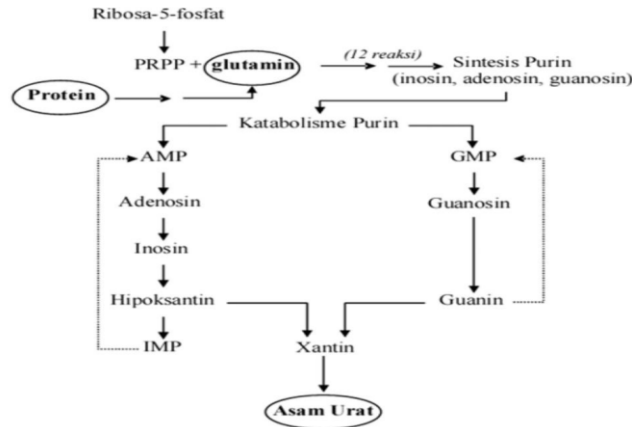 Ribosa-5-fosfat
PRPP + glutamin
(12 reaksi)
Sintesis Purin
(inosin, adenosin, guanosin)
Protein
Katabolisme Purin
AMP
GMP
Adenosin
Guanosin
Inosin
Hipoksantin
Guanin
IMP
Xantin
Asam Urat